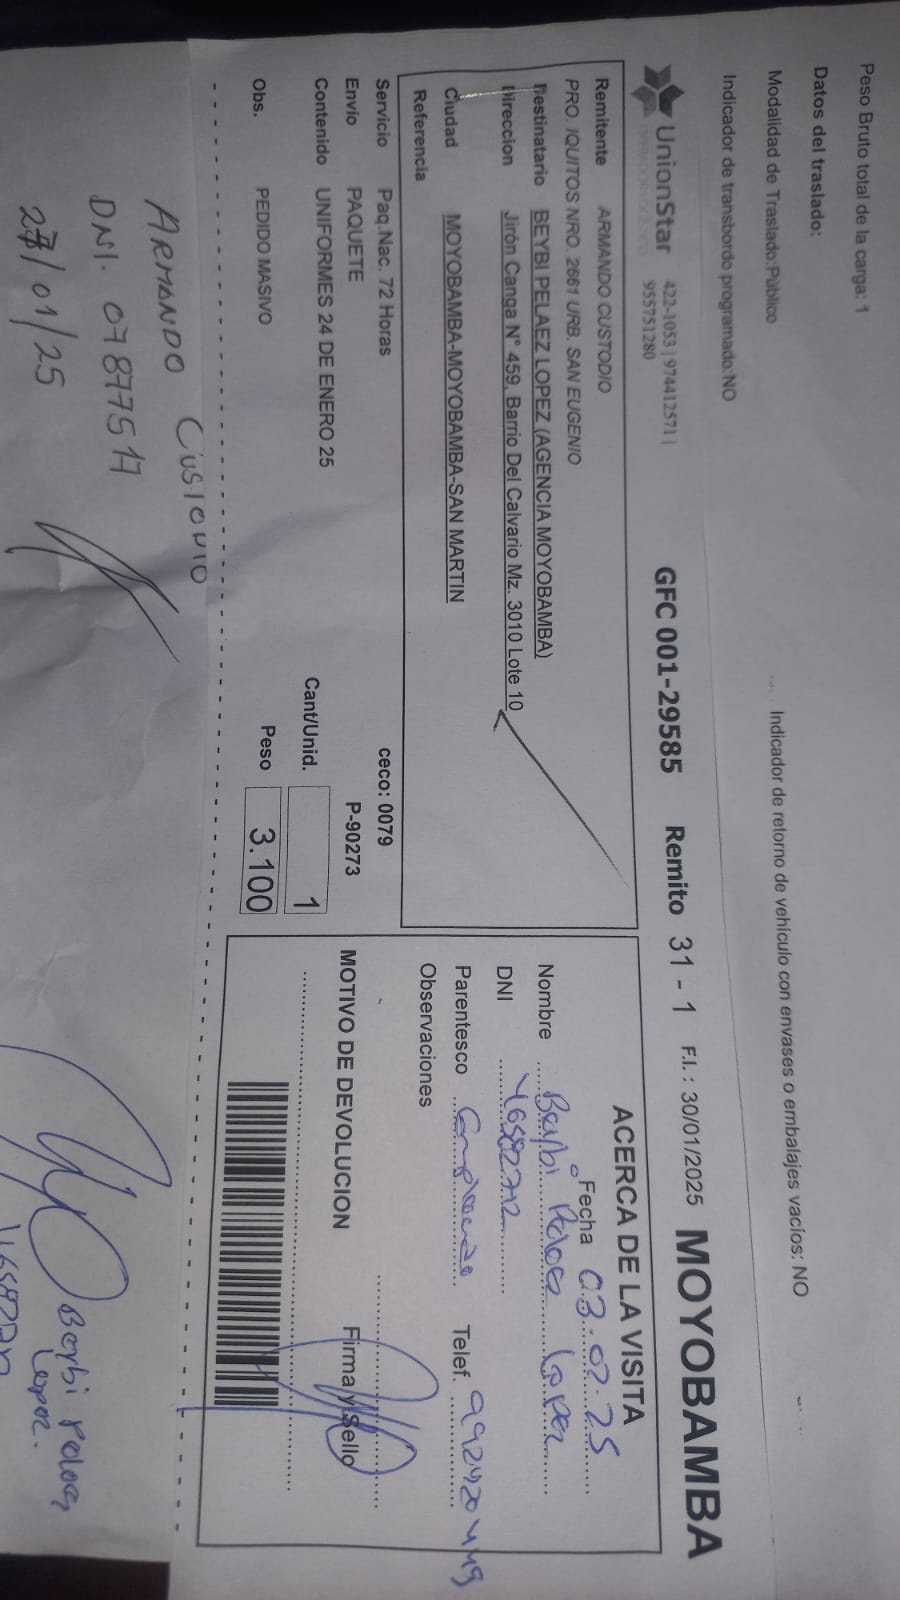 Peso Bruto total de la carga: 1
Datos del traslado:
Modalidad de Traslado:Público
Indicador de retorno de vehículo con envases o embalajes vacíos: NO
Indicador de transbordo programado:NO
UnionStar
422-1053 | 974412571 |
955751280
GFC 001-29585 Remito 31 - 1 F.I. : 30/01/2025 MOYOBAMBA
Remitente ARMANDO CUSTODIO
PRO. IQUITOS NRO. 2661 URB. SAN EUGENIO
Destinatario BEYBI PELAEZ LOPEZ (AGENCIA MOYOBAMBA)
Direccion Jirón Canga N° 459, Barrio Del Calvario Mz. 3010 Lote 10
Ciudad MOYOBAMBA-MOYOBAMBA-SAN MARTIN
Referencia
Servicio Paq.Nac. 72 Horas ceco: 0079
Envío PAQUETE P-90273
Contenido UNIFORMES 24 DE ENERO 25 Cant/Unid. 1
Obs. PEDIDO MASIVO Peso 3.100
ACERCA DE LA VISITA
Fecha 03.02.25
Nombre Beybi Pelaez Lopez
DNI 46582712
Parentesco Telef.
Observaciones
MOTIVO DE DEVOLUCION Firma y Sello
ARMANDO CUSTODIO
DNI. 07877517
/01/25
Beybi Pelaez
Lopez.